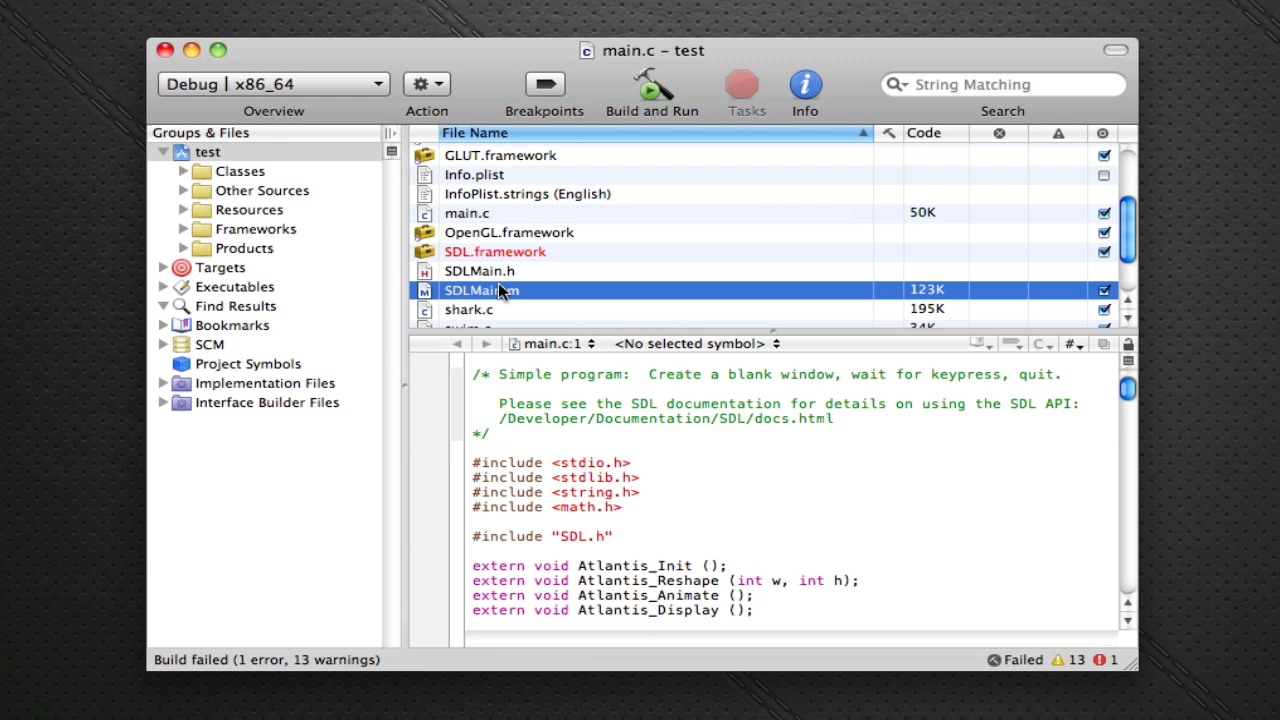 main.c - test
Debug | x86_64
String Matching
Overview
Action
Breakpoints
Build and Run
Tasks
Info
Search
Groups & Files
File Name
Code
test
Classes
Other Sources
Resources
Frameworks
Products
Targets
Executables
Find Results
Bookmarks
SCM
Project Symbols
Implementation Files
Interface Builder Files
GLUT.framework
Info.plist
InfoPlist.strings (English)
main.c 50K
OpenGL.framework
SDL.framework
SDLMain.h
123K
shark.c 195K
swim.c 34K
main.c:1 <No selected symbol>
/* Simple program:  Create a blank window, wait for keypress, quit.
Please see the SDL documentation for details on using the SDL API:
/Developer/Documentation/SDL/docs.html
*/
#include <stdio.h>
#include <stdlib.h>
#include <string.h>
#include <math.h>
#include "SDL.h"
extern void Atlantis_Init ();
extern void Atlantis_Reshape (int w, int h);
extern void Atlantis_Animate ();
extern void Atlantis_Display ();
Build failed (1 error, 13 warnings)
Failed 13 1